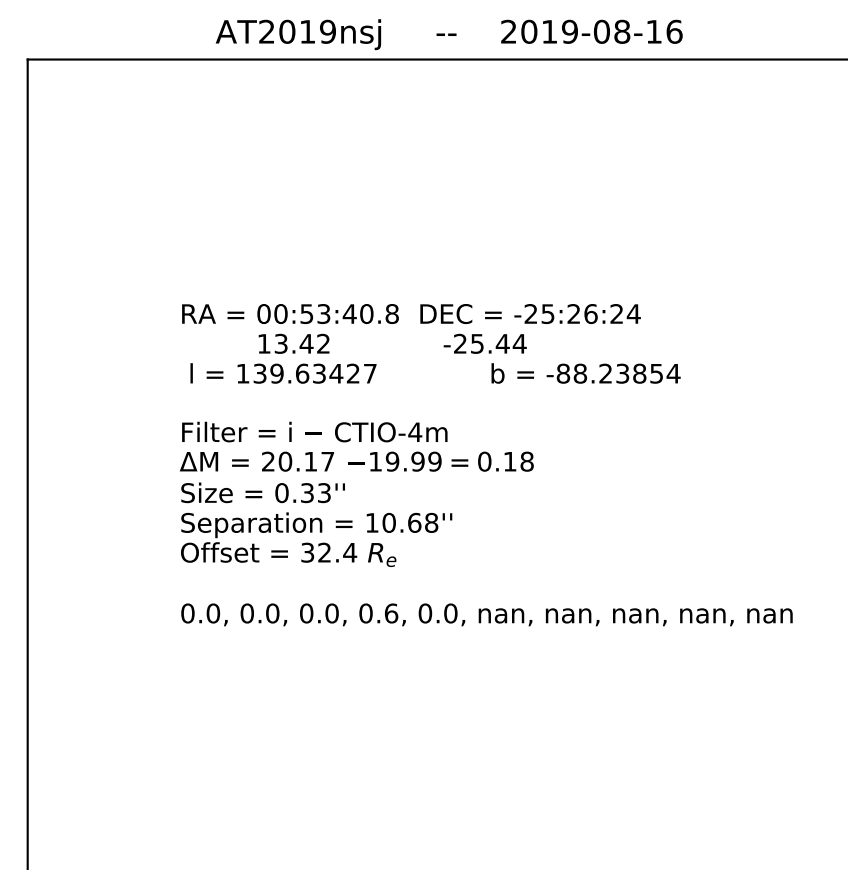 AT2019nsj -- 2019-08-16
RA = 00:53:40.8 DEC = -25:26:24
13.42 -25.44
l = 139.63427 b = -88.23854
Filter = i − CTIO-4m
ΔM = 20.17 −19.99 = 0.18
Size = 0.33''
Separation = 10.68''
Offset = 32.4 Re
0.0, 0.0, 0.0, 0.6, 0.0, nan, nan, nan, nan, nan